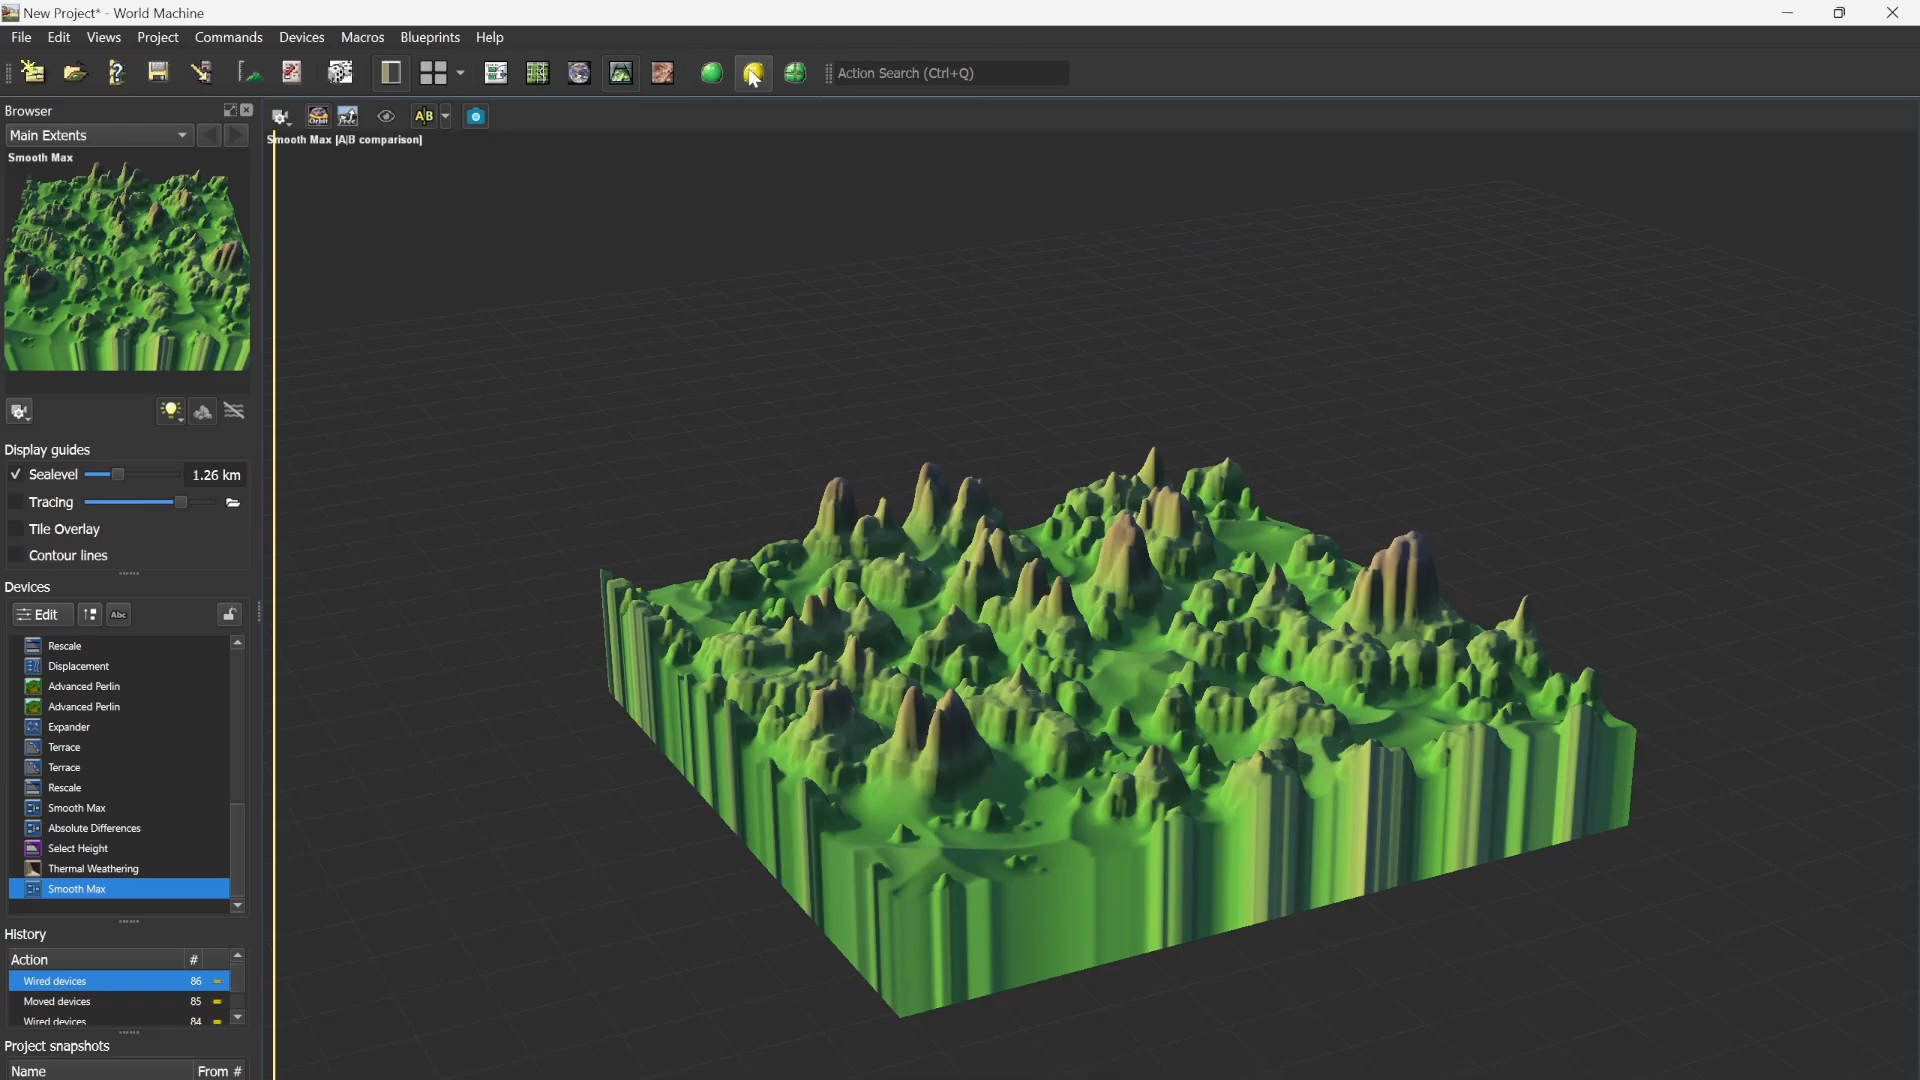 New Project* - World Machine
File Edit Views Project Commands Devices Macros Blueprints Help
Action Search (Ctrl+Q)
Browser
Main Extents
Smooth Max
AB
Smooth Max [A|B comparison]
Display guides
Sealevel 1.26 km
Tracing
Tile Overlay
Contour lines
Devices
Edit Abc
Rescale
Displacement
Advanced Perlin
Advanced Perlin
Expander
Terrace
Terrace
Rescale
Smooth Max
Absolute Differences
Select Height
Thermal Weathering
Smooth Max
History
Action #
Wired devices 86
Moved devices 85
Wired devices 84
Project snapshots
Name From #